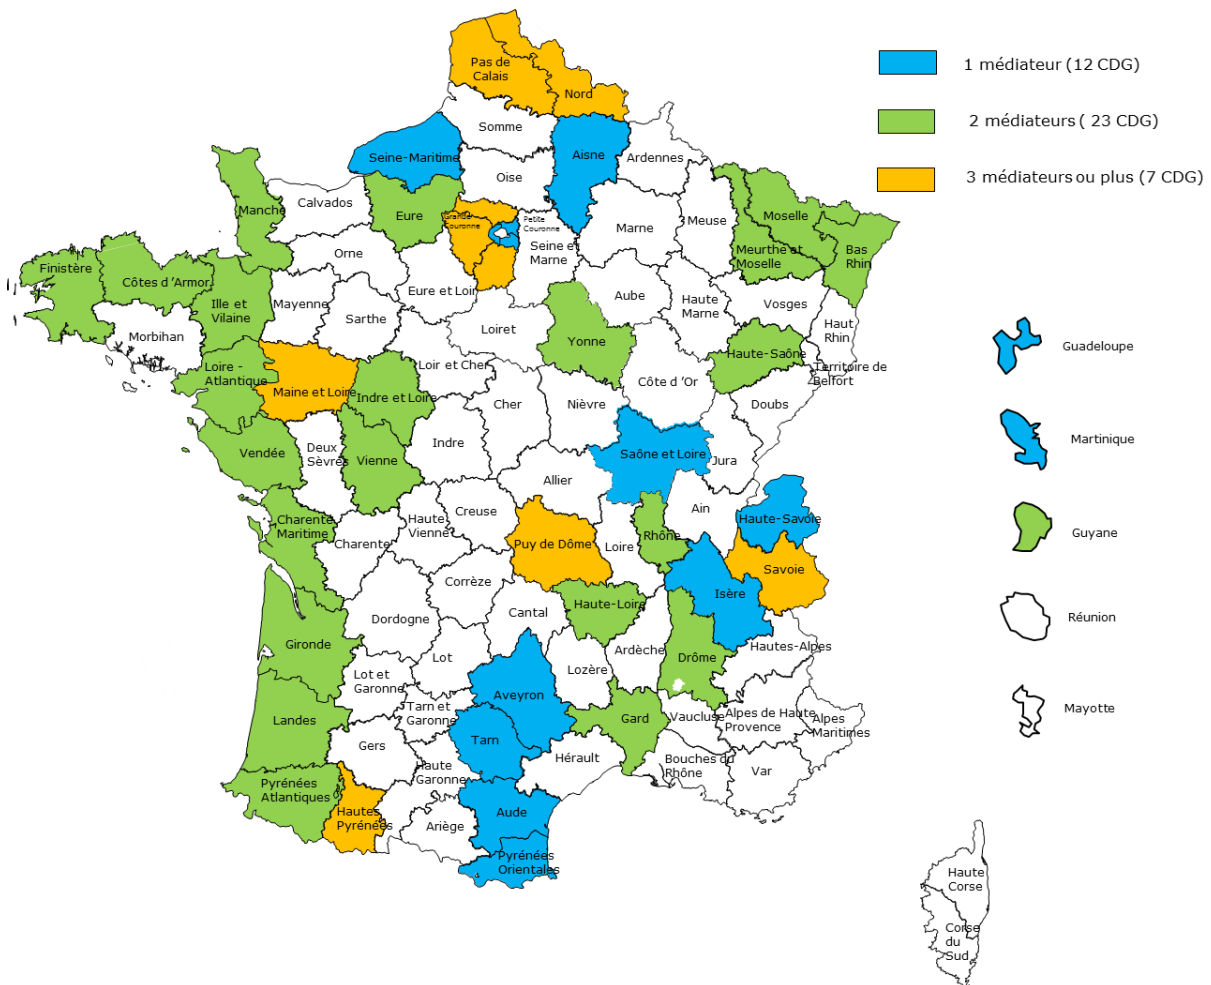 1 médiateur (12 CDG)
2 médiateurs ( 23 CDG)
3 médiateurs ou plus (7 CDG)
Pas de
Calais
Nord
Somme
Seine-Maritime
Aisne
Ardennes
Oise
Manche
Calvados
Eure
Grande
Couronne
Petite
Couronne
Seine et
Marne
Marne
Meuse
Moselle
Meurthe et
Moselle
Bas
Rhin
Orne
Finistère
Côtes d 'Armor
Ille et
Vilaine
Mayenne
Eure et Loir
Aube
Haute
Marne
Vosges
Haut
Rhin
Morbihan
Sarthe
Loiret
Yonne
Haute-Saône
Territoire de
Belfort
Loire -
Atlantique
Maine et Loire
Indre et Loire
Loir et Cher
Cher
Nièvre
Côte d 'Or
Doubs
Vendée
Deux
Sèvres
Vienne
Indre
Saône et Loire
Jura
Allier
Charente
Maritime
Charente
Haute
Vienne
Creuse
Puy de Dôme
Loire
Rhône
Ain
Haute-Savoie
Savoie
Isère
Corrèze
Dordogne
Cantal
Haute-Loire
Gironde
Lot
Lot et
Garonne
Aveyron
Lozère
Ardèche
Drôme
Hautes-Alpes
Landes
Tarn et
Garonne
Tarn
Gard
Vaucluse
Alpes de Haute
Provence
Alpes
Maritimes
Gers
Haute
Garonne
Hérault
Bouches du
Rhône
Var
Pyrénées
Atlantiques
Hautes
Pyrénées
Ariège
Aude
Pyrénées
Orientales
Guadeloupe
Martinique
Guyane
Réunion
Mayotte
Haute
Corse
Corse
du
Sud